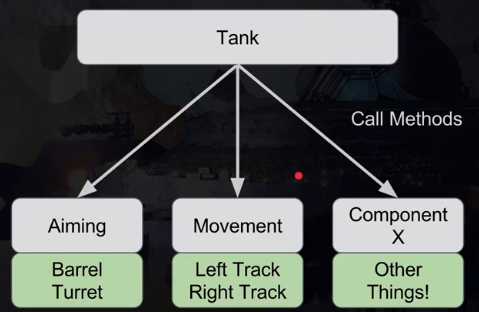 Tank
Call Methods
Aiming
Movement
Component
X
Barrel
Turret
Left Track
Right Track
Other
Things!